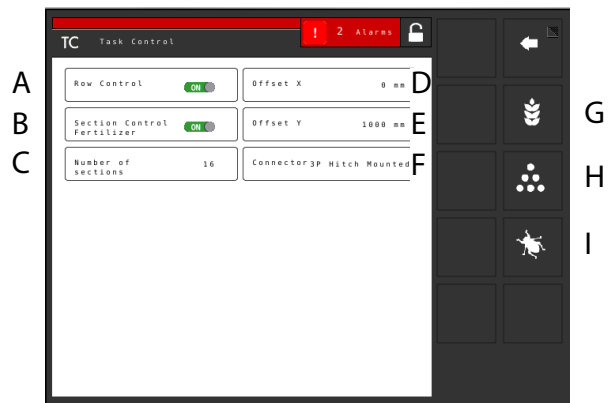 ! 2 Alarms
TC Task Control
A Row Control ON Offset X 0 mm D
B Section Control Fertilizer ON Offset Y 1000 mm E
C Number of sections 16 Connector 3P Hitch Mounted F
G
H
I